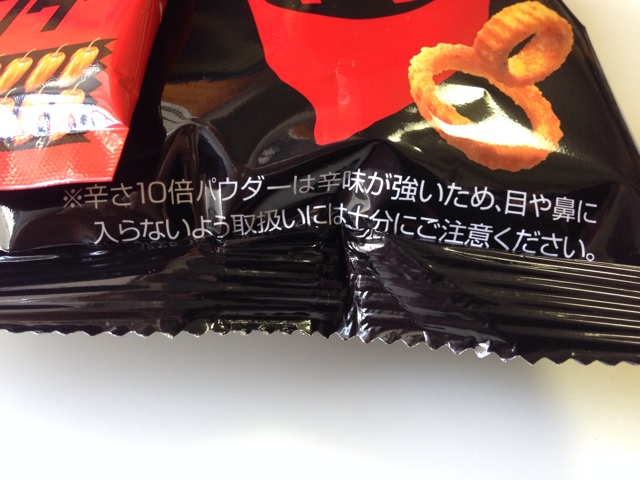 ※辛さ10倍パウダーは辛味が強いため、目や鼻に
入らないよう取扱いには十分にご注意ください。